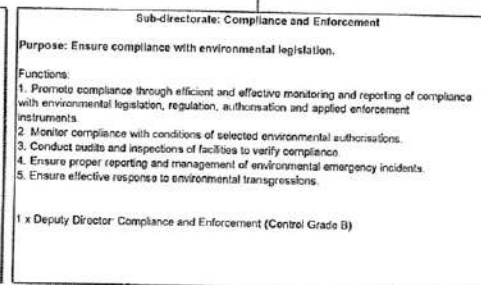 Sub-directorate: Compliance and Enforcement
Purpose: Ensure compliance with environmental legislation.
Functions:
1. Promote compliance through efficient and effective monitoring and reporting of compliance
with environmental legislation, regulation, authorisation and applied enforcement
instruments.
2. Monitor compliance with conditions of selected environmental authorisations.
3. Conduct audits and inspections of facilities to verify compliance.
4. Ensure proper reporting and management of environmental emergency incidents.
5. Ensure effective response to environmental transgressions.
1 x Deputy Director: Compliance and Enforcement (Control Grade B)